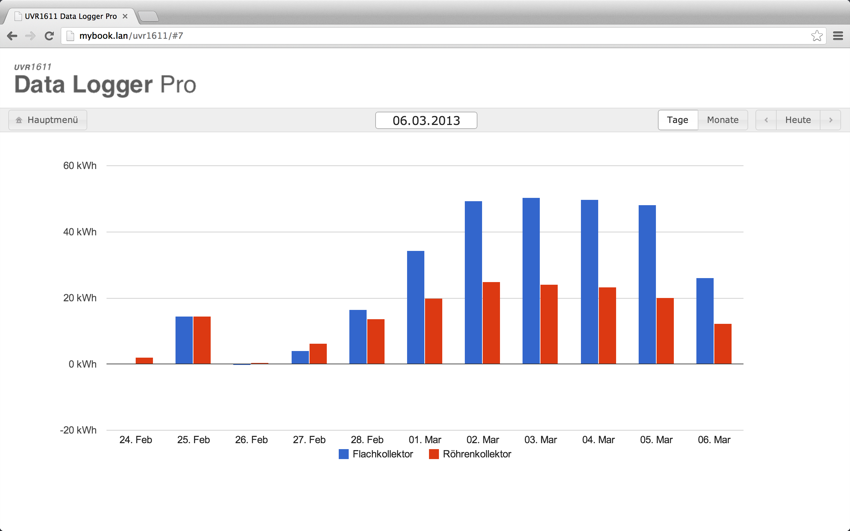 UVR1611 Data Logger Pro
mybook.lan/uvr1611/#7
UVR1611
Data Logger Pro
Hauptmenü
06.03.2013
Tage
Monate
Heute
60 kWh
40 kWh
20 kWh
0 kWh
-20 kWh
24. Feb
25. Feb
26. Feb
27. Feb
28. Feb
01. Mar
02. Mar
03. Mar
04. Mar
05. Mar
06. Mar
Flachkollektor
Röhrenkollektor